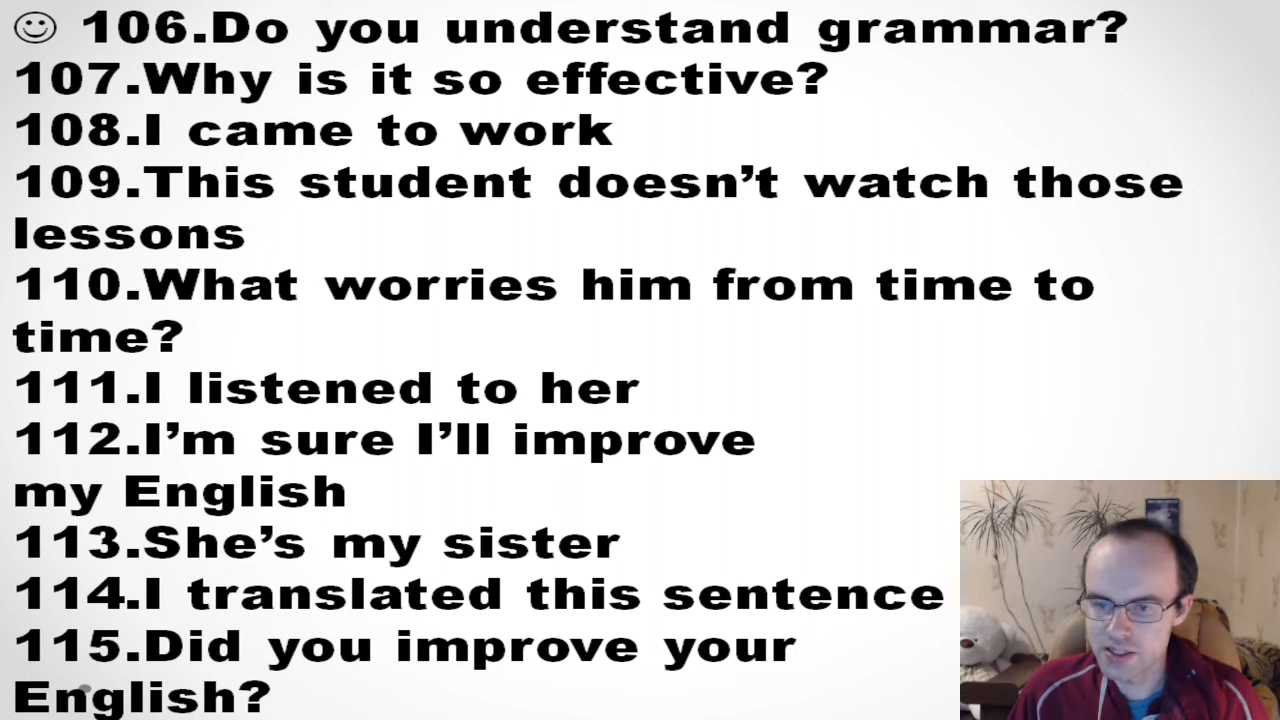 ☺ 106.Do you understand grammar?
107.Why is it so effective?
108.I came to work
109.This student doesn’t watch those
lessons
110.What worries him from time to
time?
111.I listened to her
112.I’m sure I’ll improve
my English
113.She’s my sister
114.I translated this sentence
115.Did you improve your
English?